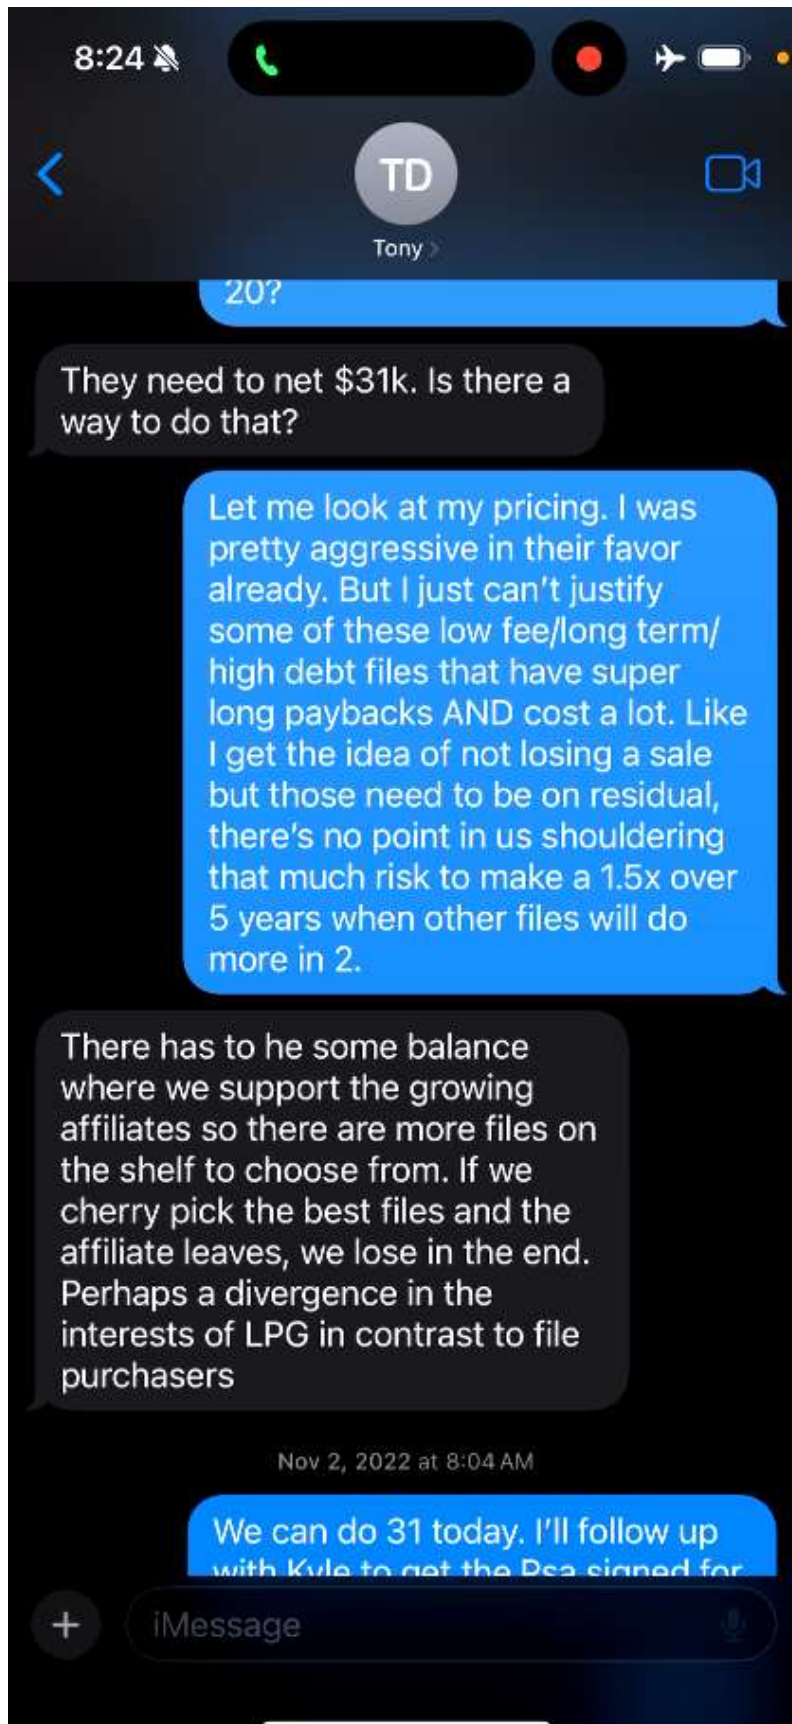 8:24
TD
Tony
20?
They need to net $31k. Is there a
way to do that?
Let me look at my pricing. I was
pretty aggressive in their favor
already. But I just can't justify
some of these low fee/long term/
high debt files that have super
long paybacks AND cost a lot. Like
I get the idea of not losing a sale
but those need to be on residual,
there's no point in us shouldering
that much risk to make a 1.5x over
5 years when other files will do
more in 2.
There has to he some balance
where we support the growing
affiliates so there are more files on
the shelf to choose from. If we
cherry pick the best files and the
affiliate leaves, we lose in the end.
Perhaps a divergence in the
interests of LPG in contrast to file
purchasers
Nov 2, 2022 at 8:04 AM
We can do 31 today. I'll follow up
with Kyle to get the Psa signed for
iMessage